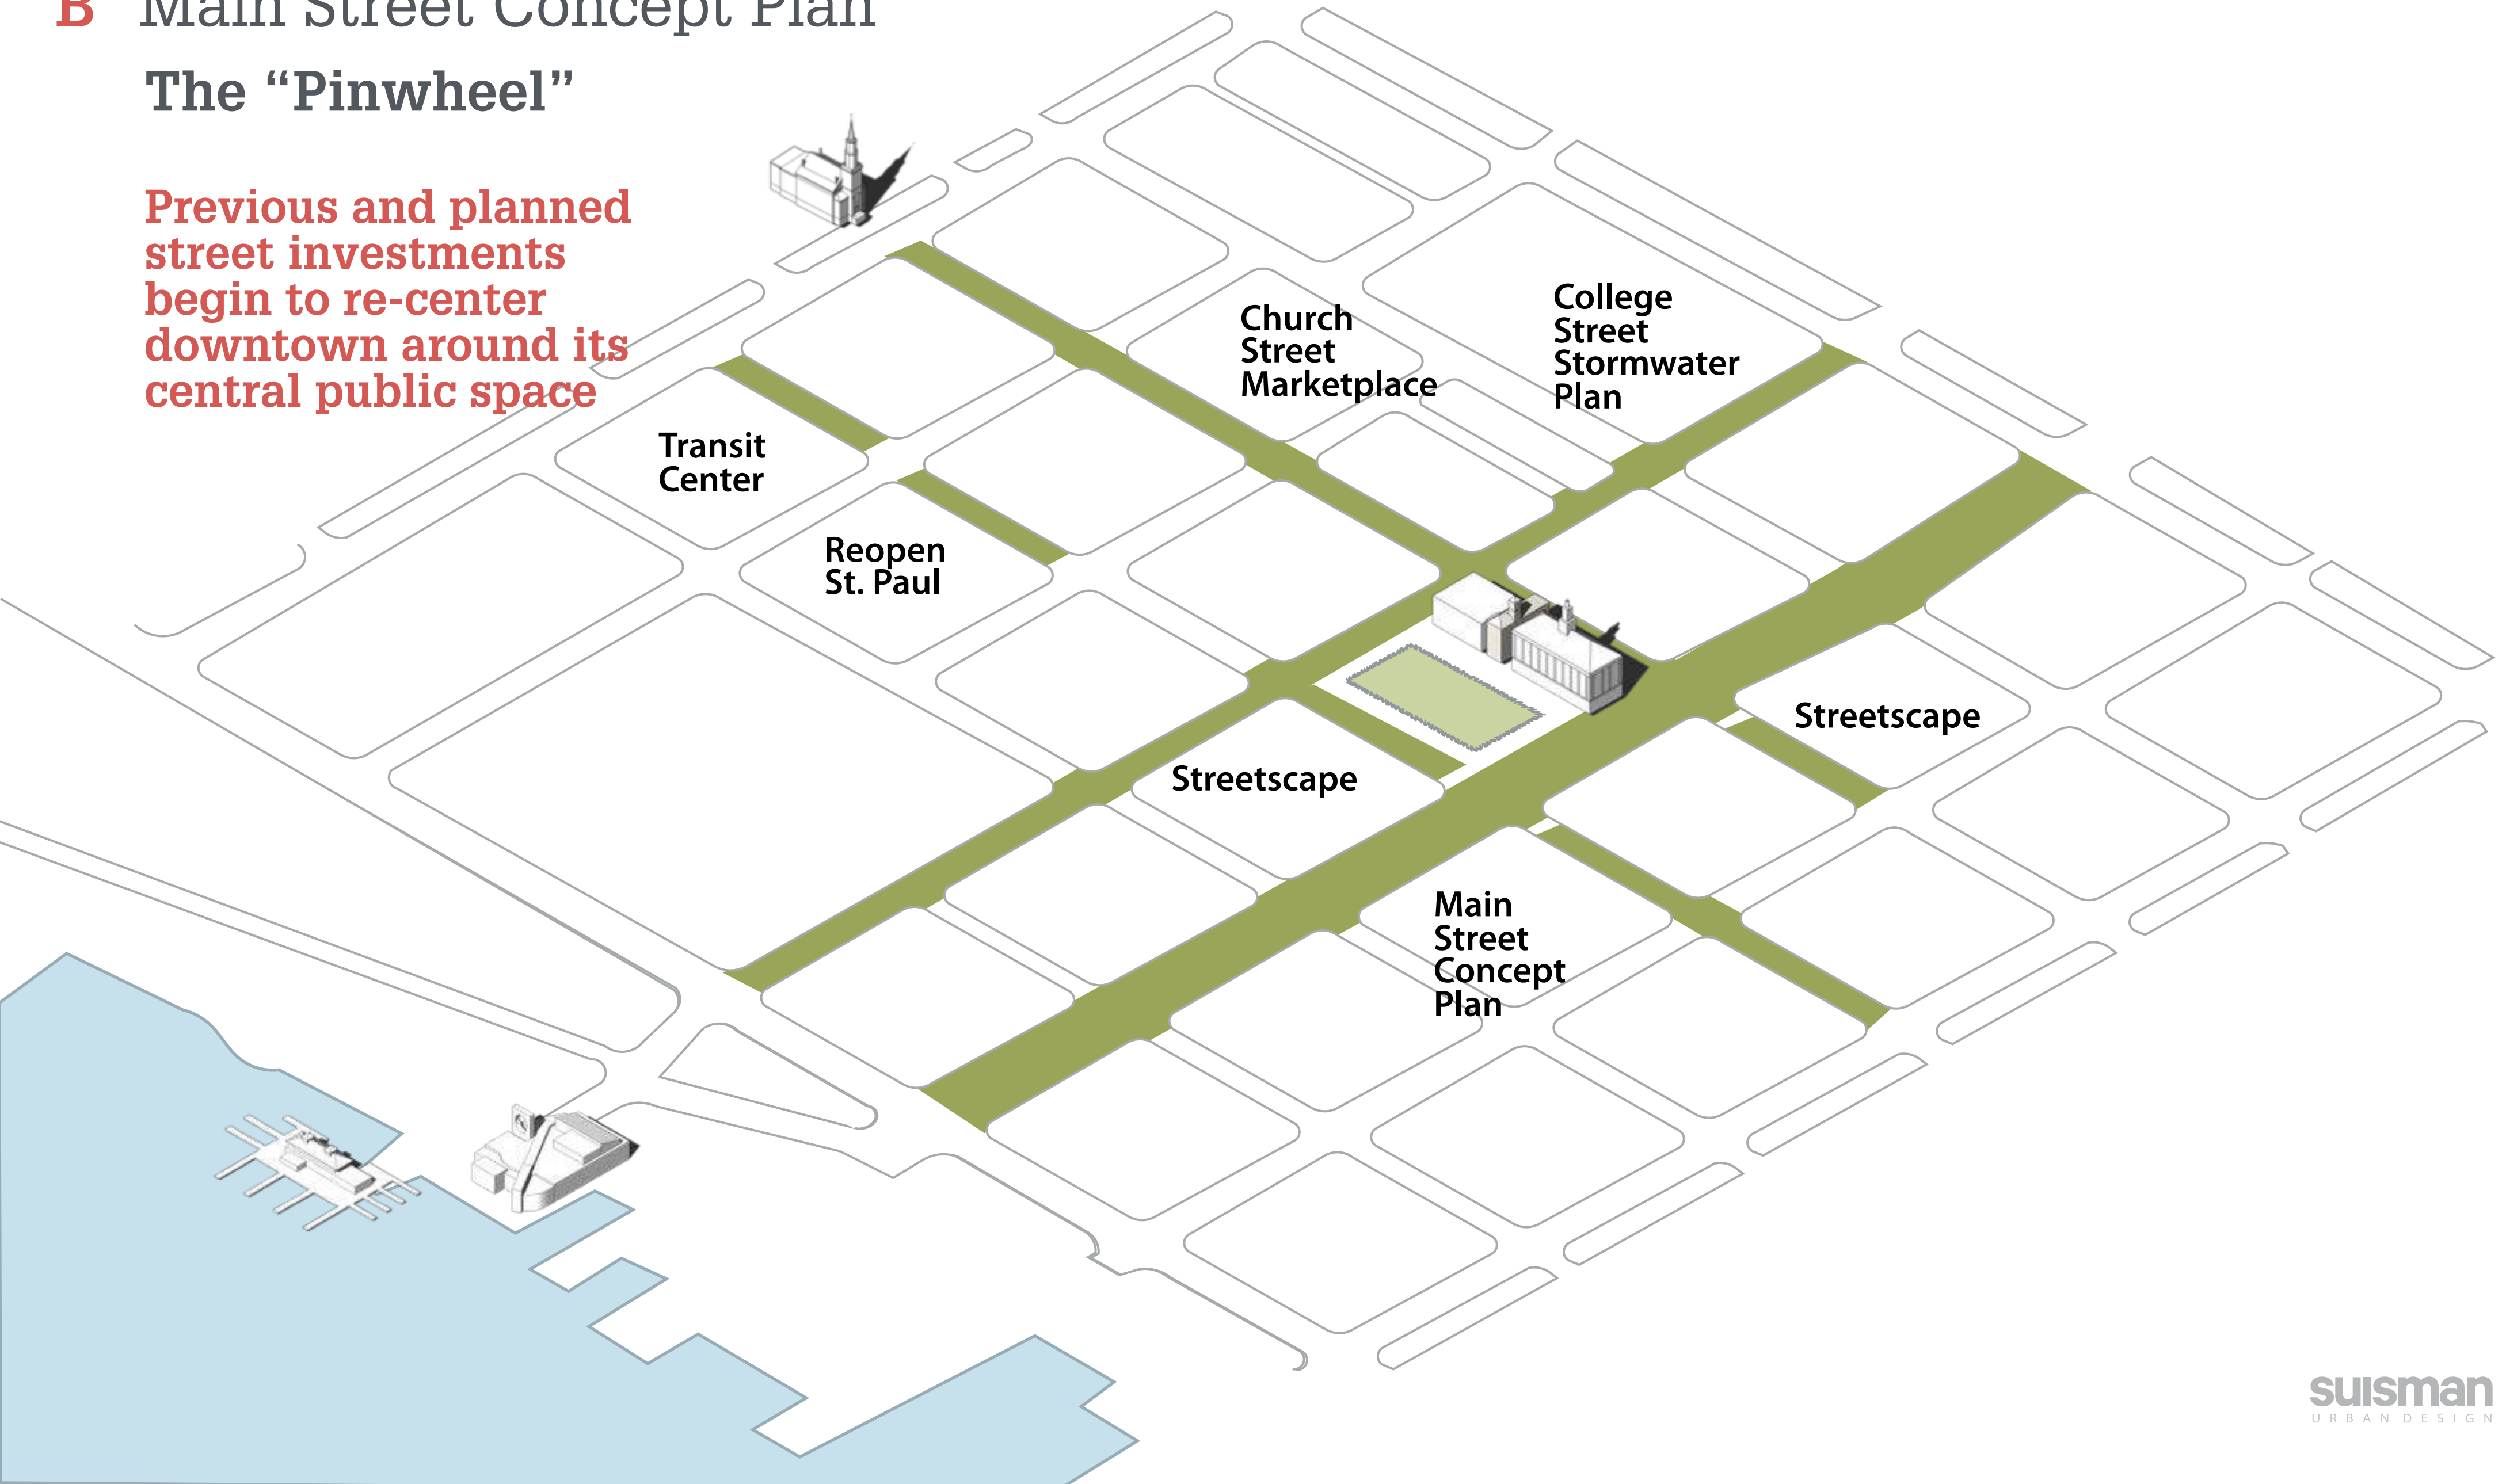 B Main Street Concept Plan
The “Pinwheel”
Previous and planned
street investments
begin to re-center
downtown around its
central public space
Church
Street
Marketplace
College
Street
Stormwater
Plan
Transit
Center
Reopen
St. Paul
Streetscape
Streetscape
Main
Street
Concept
Plan
suisman
URBAN DESIGN